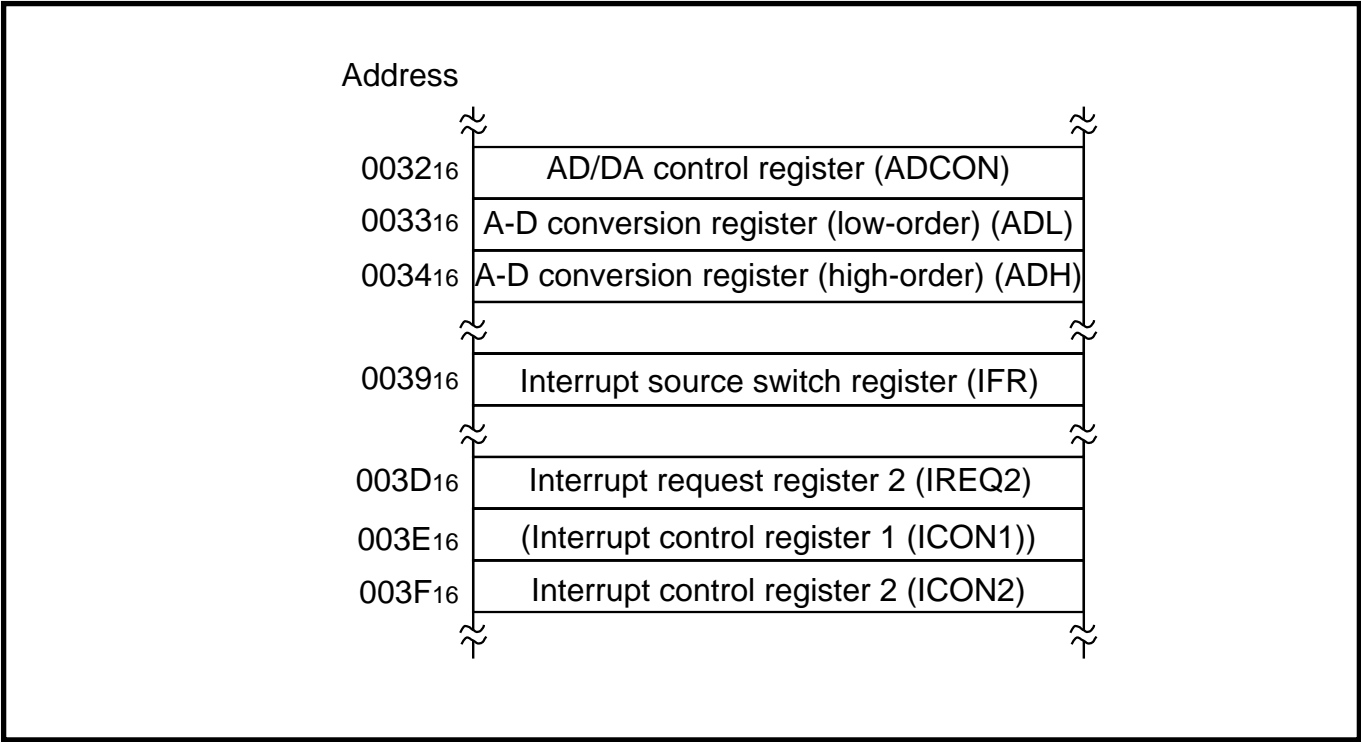 Address
0032₁₆ AD/DA control register (ADCON)
0033₁₆ A-D conversion register (low-order) (ADL)
0034₁₆ A-D conversion register (high-order) (ADH)
0039₁₆ Interrupt source switch register (IFR)
003D₁₆ Interrupt request register 2 (IREQ2)
003E₁₆ (Interrupt control register 1 (ICON1))
003F₁₆ Interrupt control register 2 (ICON2)